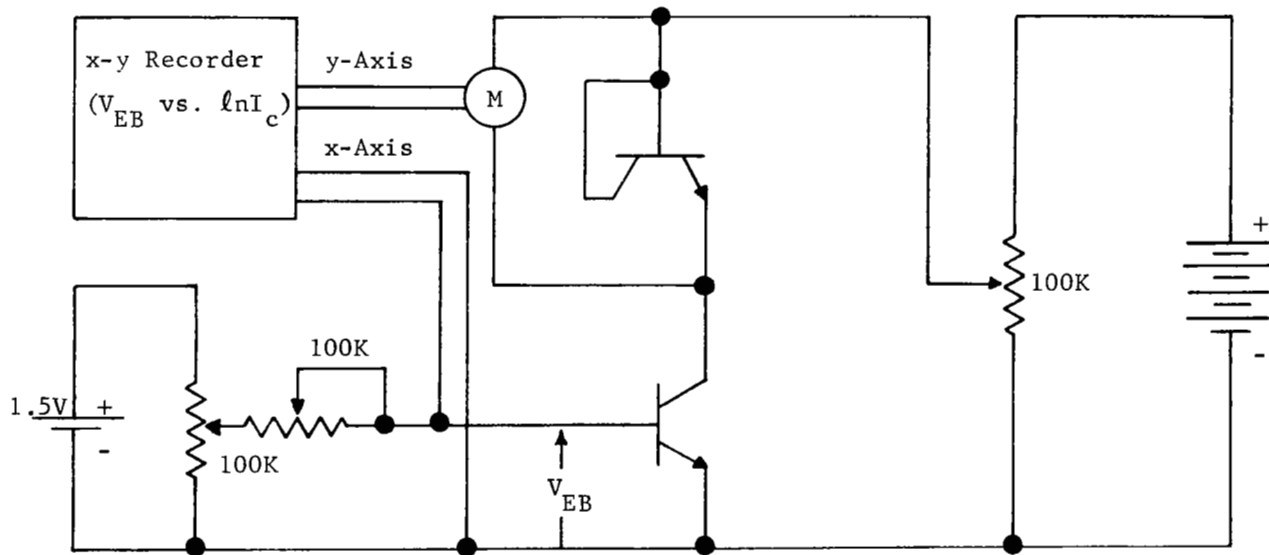 x-y Recorder
(V_EB vs. ℓnI_c)
y-Axis
x-Axis
M
100K
+
-
100K
1.5V
+
-
100K
V_EB